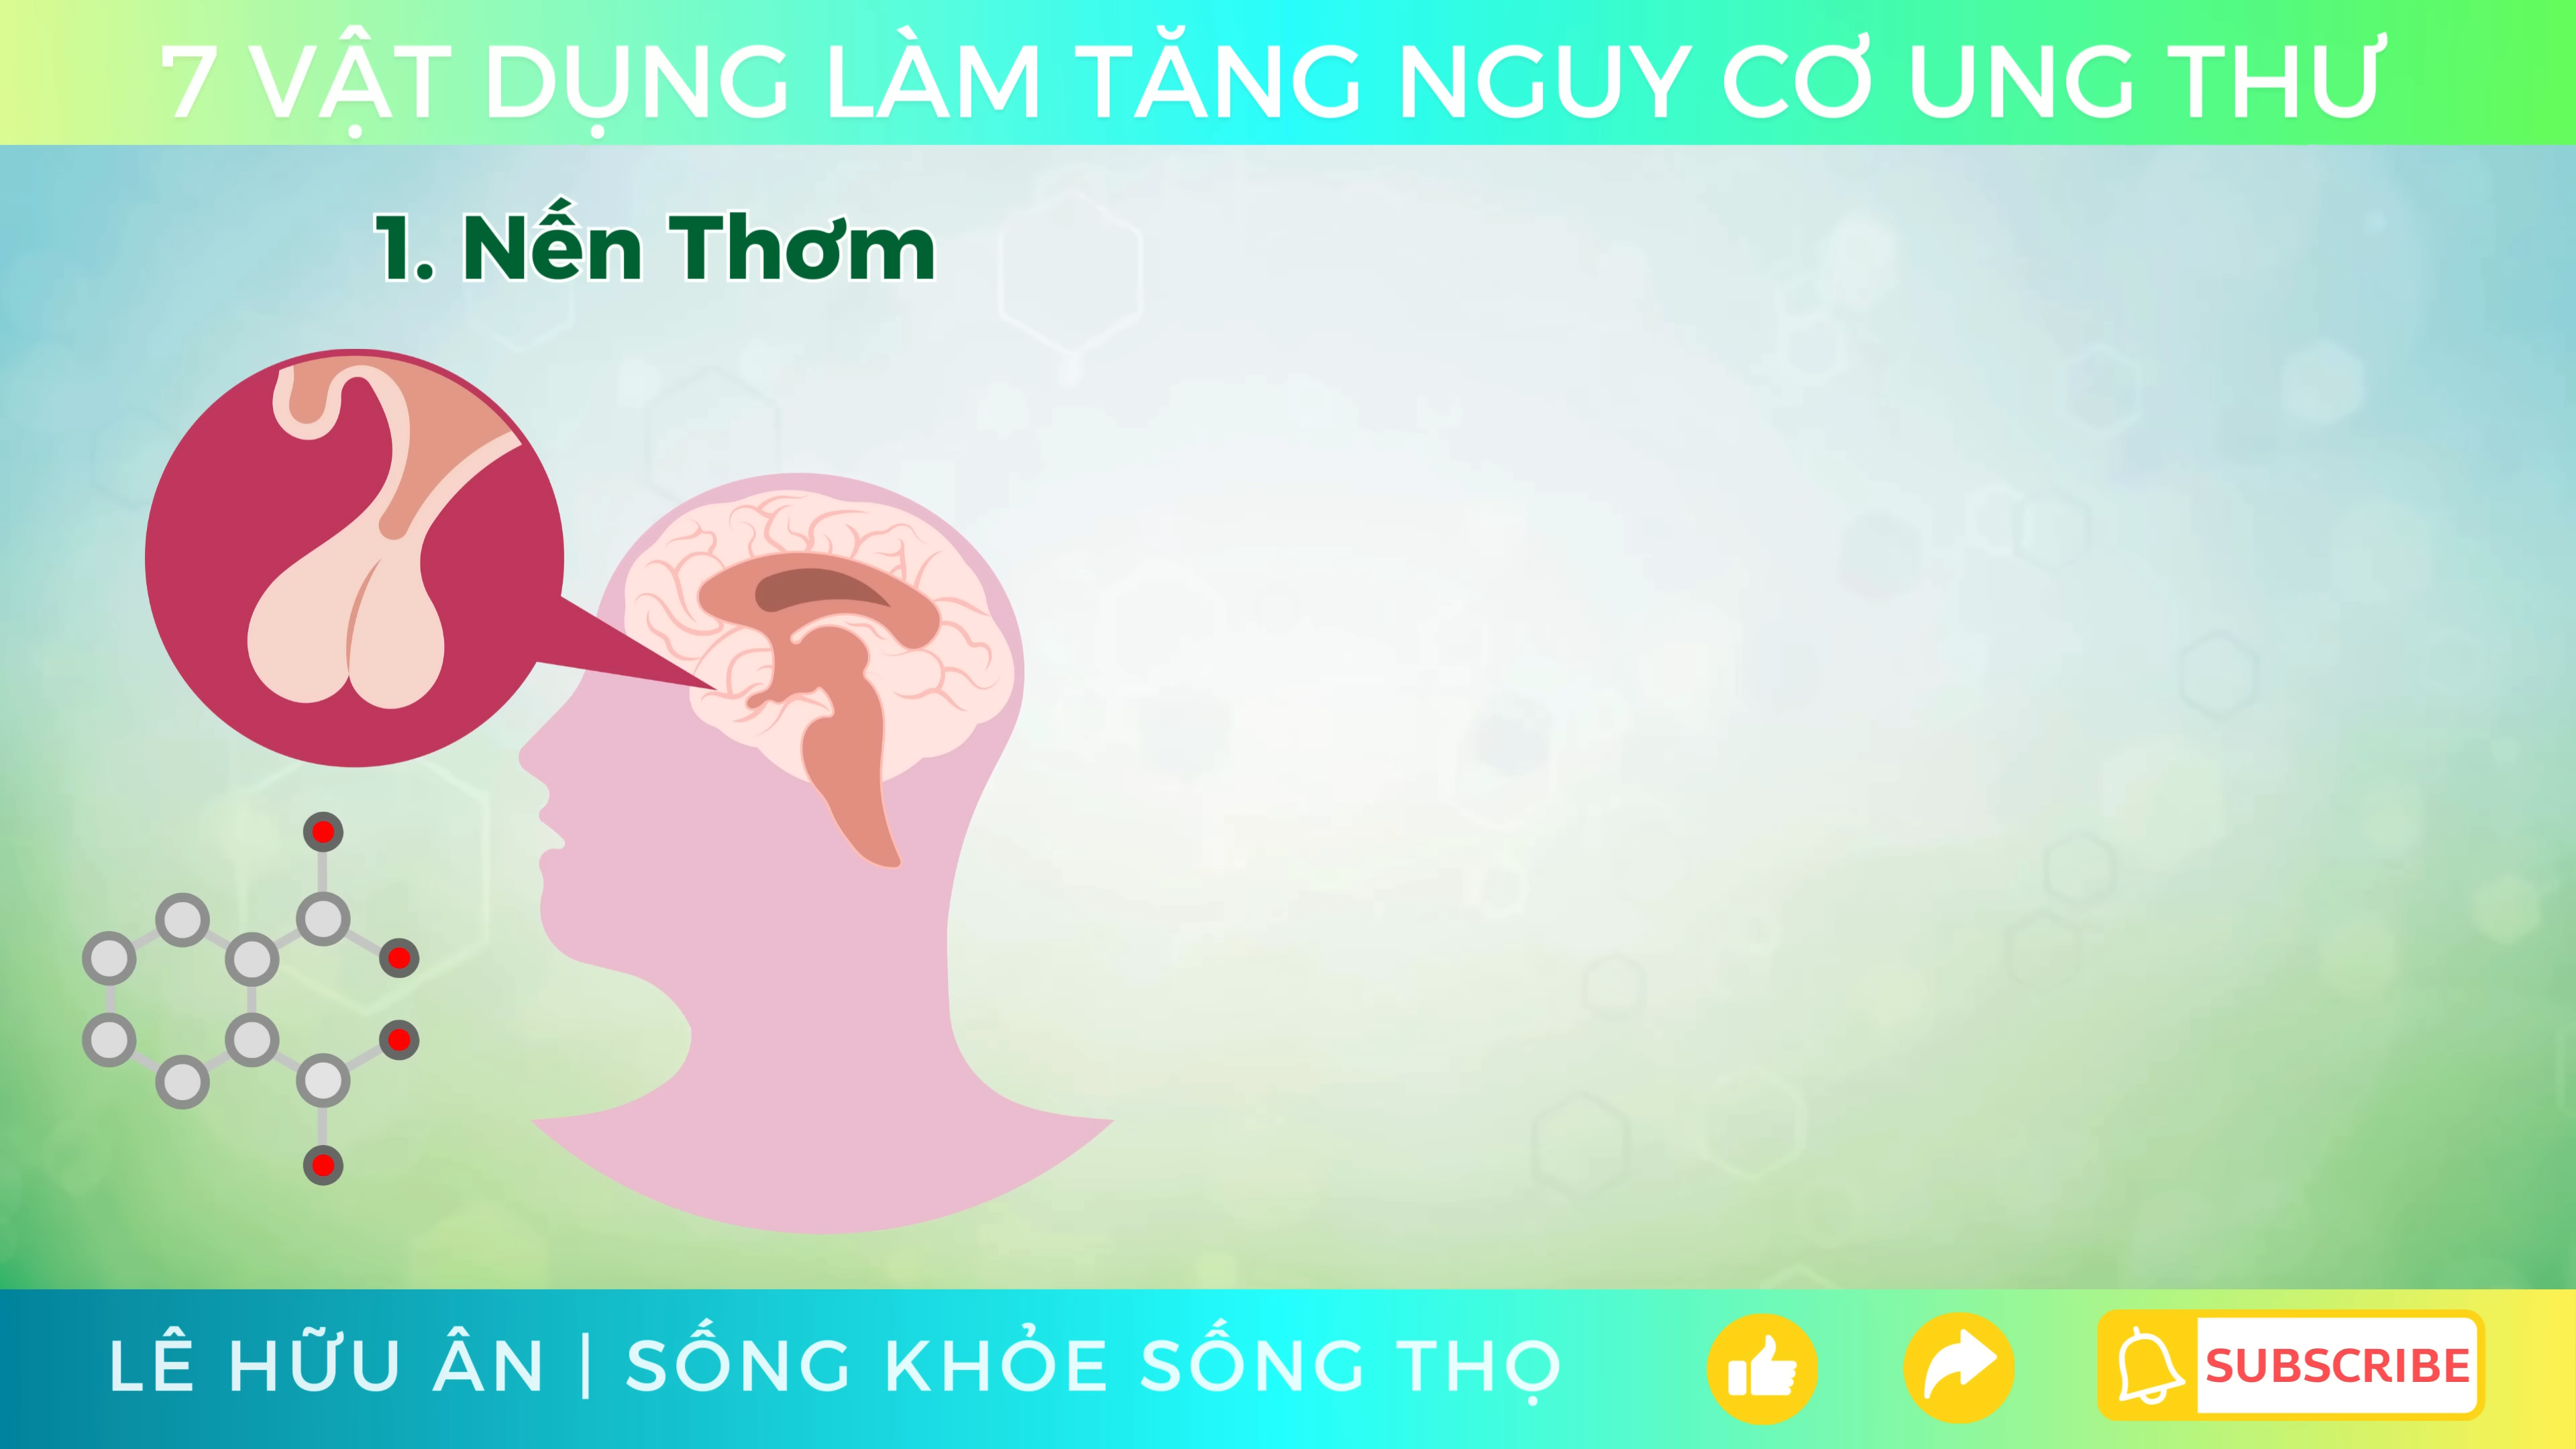 7 VẬT DỤNG LÀM TĂNG NGUY CƠ UNG THƯ
1. Nến Thơm
LÊ HỮU ÂN | SỐNG KHỎE SỐNG THỌ
SUBSCRIBE